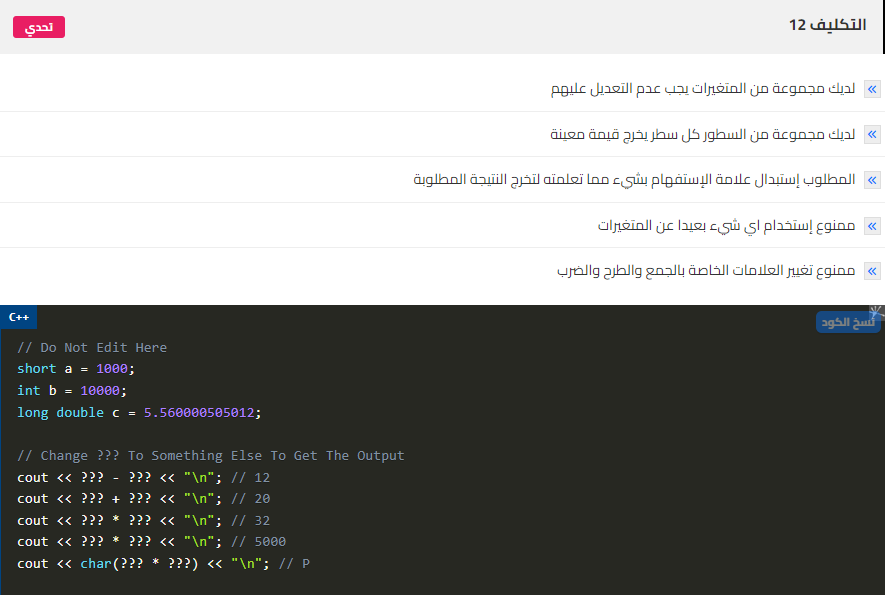 التكليف 12
تحدي
لديك مجموعة من المتغيرات يجب عدم التعديل عليهم
لديك مجموعة من السطور كل سطر يخرج قيمة معينة
المطلوب إستبدال علامة الإستفهام بشيء مما تعلمته لتخرج النتيجة المطلوبة
ممنوع إستخدام اي شيء بعيدا عن المتغيرات
ممنوع تغيير العلامات الخاصة بالجمع والطرح والضرب
C++
نسخ الكود
// Do Not Edit Here
short a = 1000;
int b = 10000;
long double c = 5.560000505012;
// Change ??? To Something Else To Get The Output
cout << ??? - ??? << "\n"; // 12
cout << ??? + ??? << "\n"; // 20
cout << ??? * ??? << "\n"; // 32
cout << ??? * ??? << "\n"; // 5000
cout << char(??? * ???) << "\n"; // P